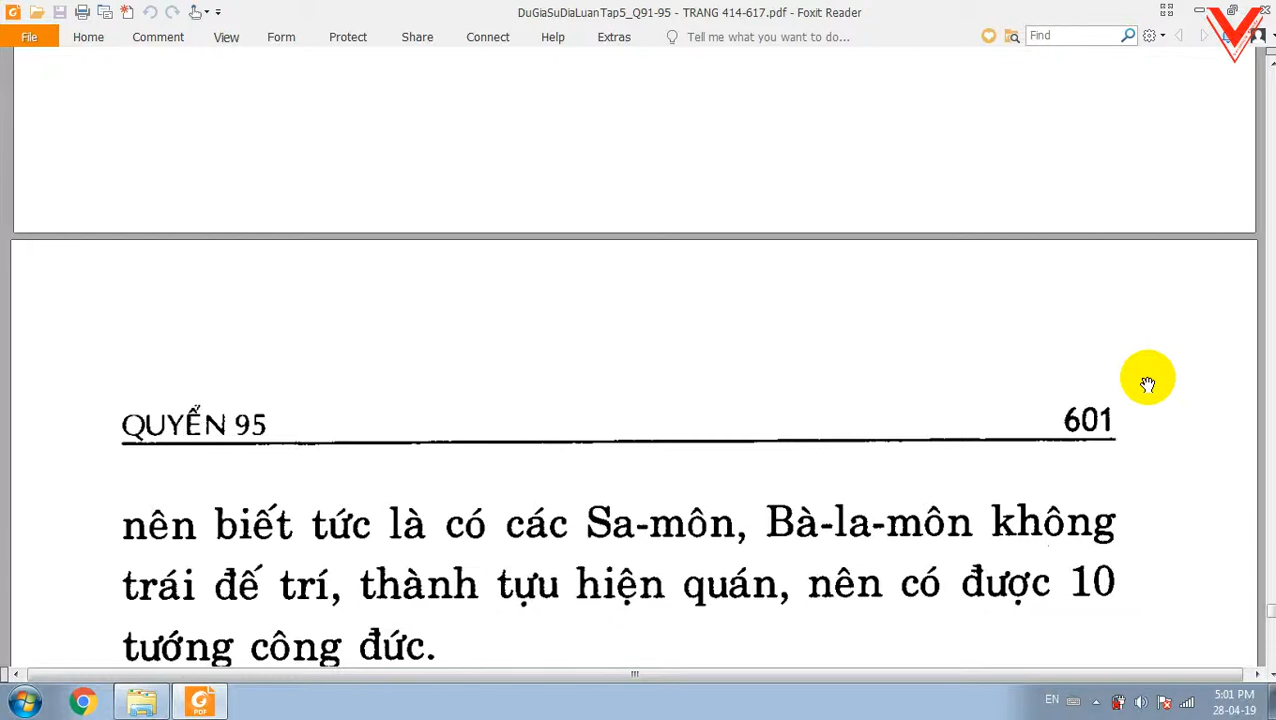 DuGiaSuDiaLuanTap5_Q91-95 - TRANG 414-617.pdf - Foxit Reader
File Home Comment View Form Protect Share Connect Help Extras Tell me what you want to do... Find
QUYỂN 95 601
nên biết tức là có các Sa-môn, Bà-la-môn không
trái đế trí, thành tựu hiện quán, nên có được 10
tướng công đức.
PDF
EN 5:01 PM
28-04-19